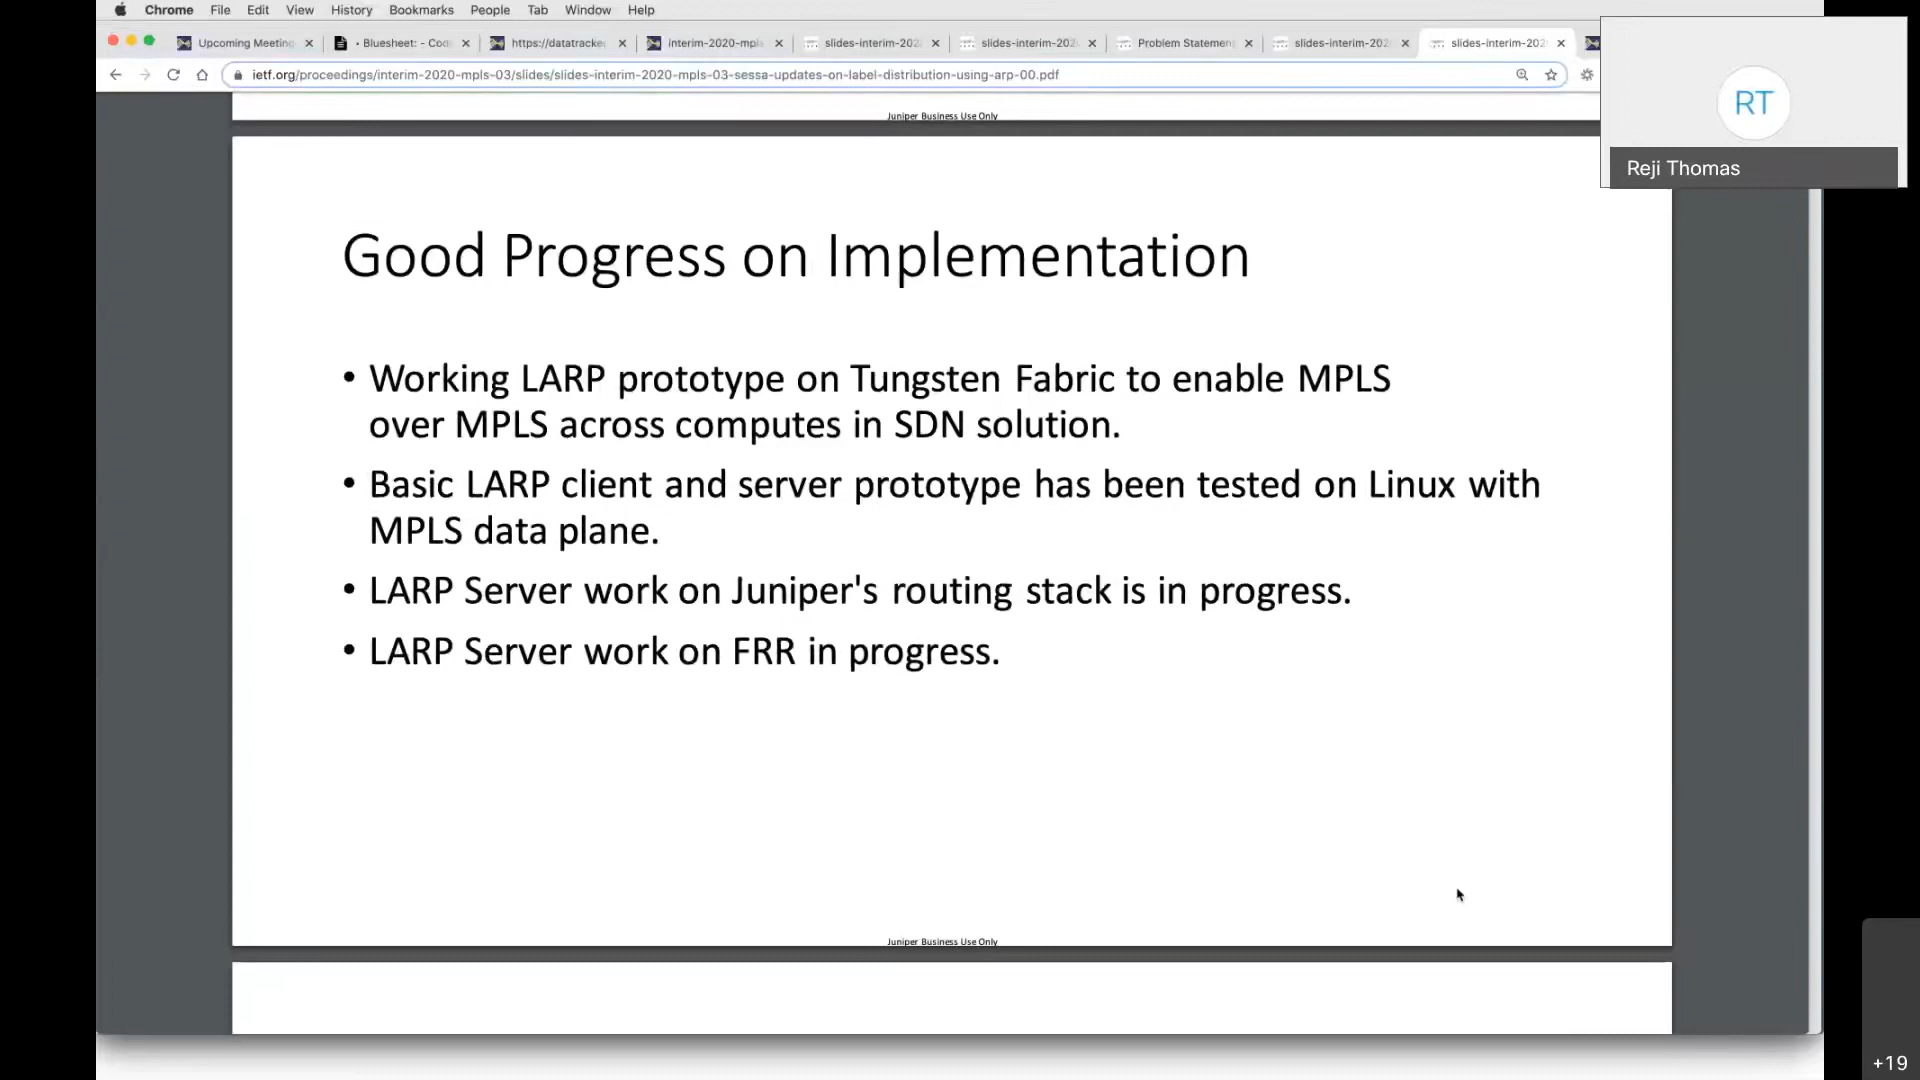 Chrome File Edit View History Bookmarks People Tab Window Help
Upcoming Meeting • Bluesheet: - Cod https://datatracke interim-2020-mpls slides-interim-202 slides-interim-202 Problem Statemen slides-interim-202 slides-interim-202
ietf.org/proceedings/interim-2020-mpls-03/slides/slides-interim-2020-mpls-03-sessa-updates-on-label-distribution-using-arp-00.pdf
RT
Reji Thomas
Juniper Business Use Only
Good Progress on Implementation
• Working LARP prototype on Tungsten Fabric to enable MPLS
over MPLS across computes in SDN solution.
• Basic LARP client and server prototype has been tested on Linux with
MPLS data plane.
• LARP Server work on Juniper's routing stack is in progress.
• LARP Server work on FRR in progress.
Juniper Business Use Only
+19